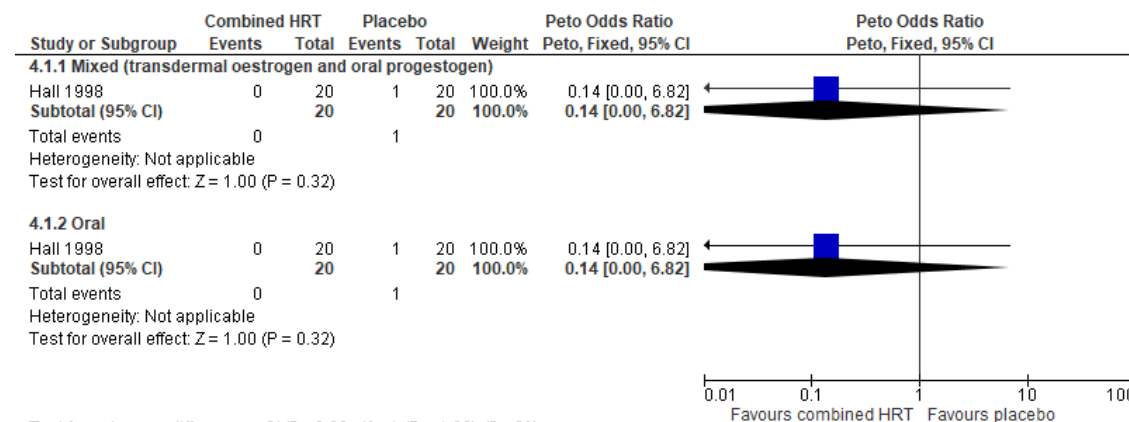 Combined HRT Placebo Peto Odds Ratio Peto Odds Ratio
Study or Subgroup Events Total Events Total Weight Peto, Fixed, 95% CI Peto, Fixed, 95% CI
4.1.1 Mixed (transdermal oestrogen and oral progestogen)
Hall 1998 0 20 1 20 100.0% 0.14 [0.00, 6.82]
Subtotal (95% CI) 20 20 100.0% 0.14 [0.00, 6.82]
Total events 0 1
Heterogeneity: Not applicable
Test for overall effect: Z = 1.00 (P = 0.32)
4.1.2 Oral
Hall 1998 0 20 1 20 100.0% 0.14 [0.00, 6.82]
Subtotal (95% CI) 20 20 100.0% 0.14 [0.00, 6.82]
Total events 0 1
Heterogeneity: Not applicable
Test for overall effect: Z = 1.00 (P = 0.32)
0.01 0.1 1 10
Favours combined HRT Favours placebo